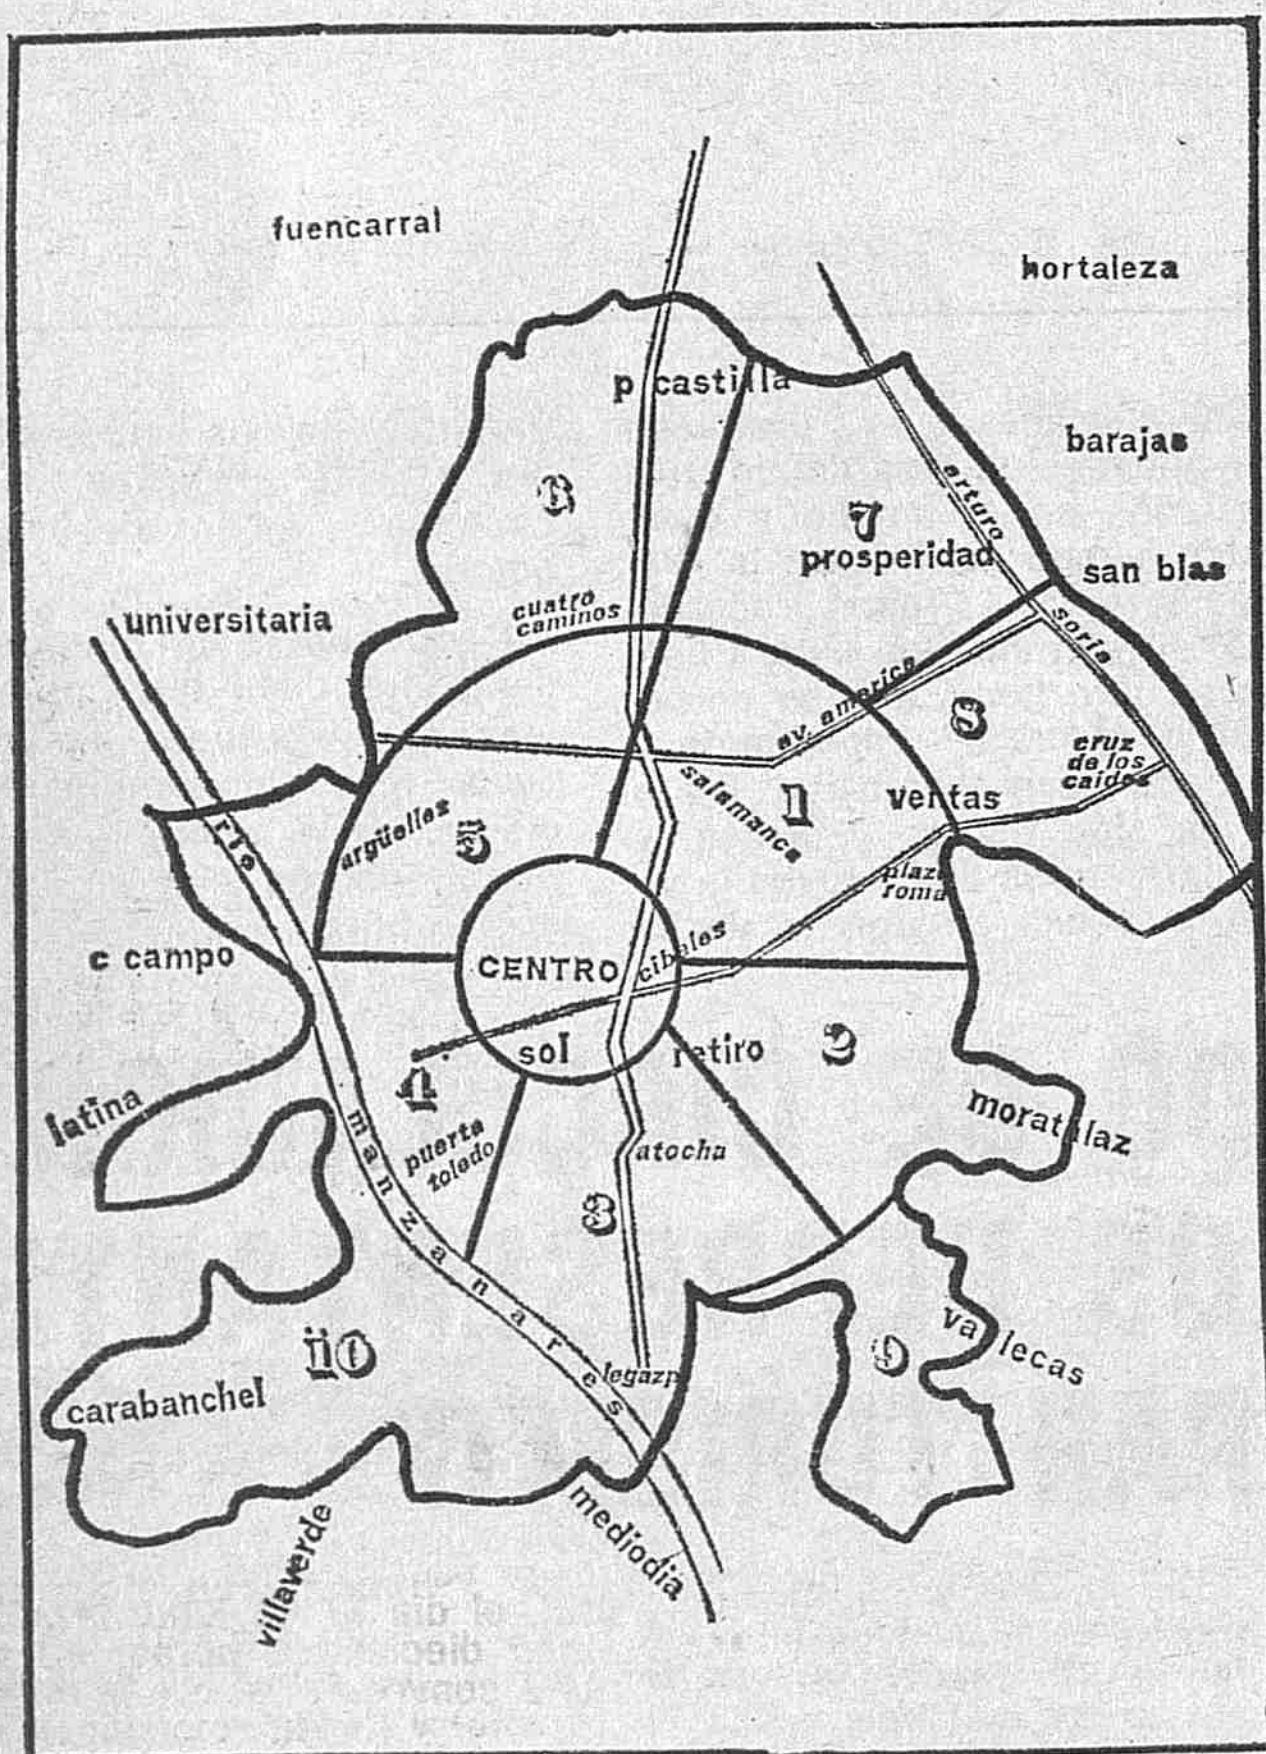 fuencarral
hortaleza
p castilla
barajas
6
arturo
7
prosperidad
san blas
cuatro
caminos
universitaria
soria
av. america
8
cruz
de los
caidos
salamanca
1
ventas
rio
argüelles
5
plaza
roma
c campo
CENTRO
cibeles
sol
retiro
2
4
latina
moratalaz
manzanares
puerta
toledo
atocha
3
10
9
vallecas
legazpi
carabanchel
mediodia
villaverde